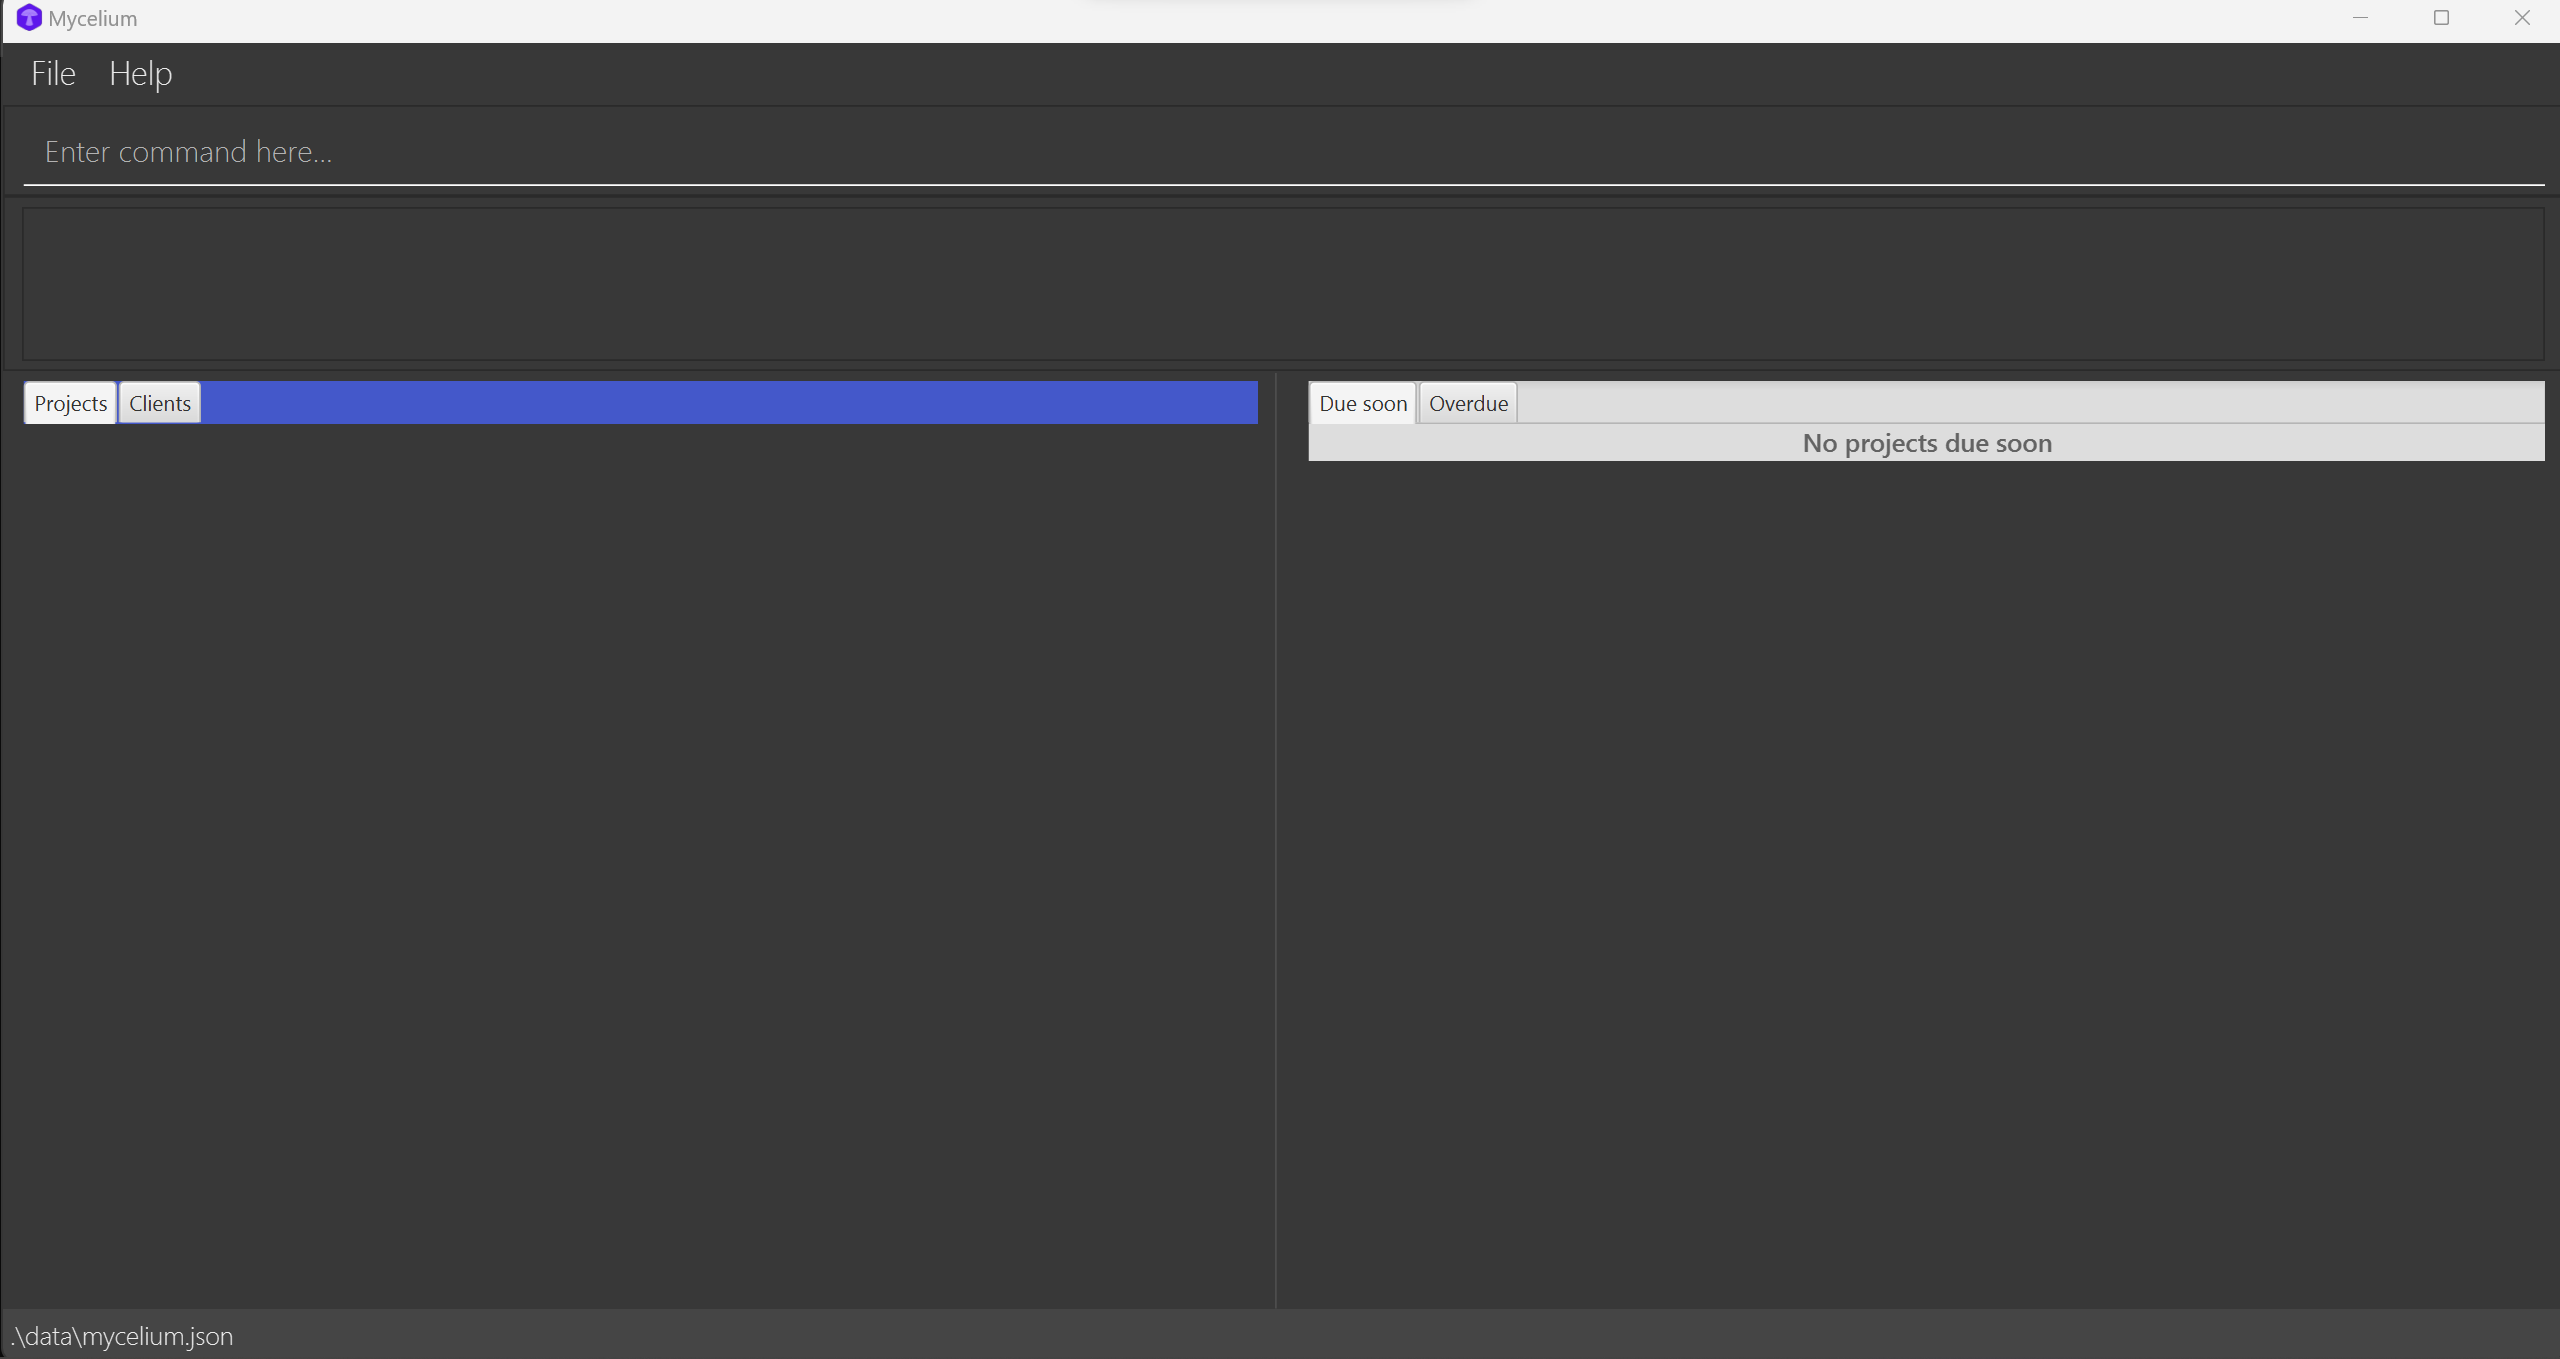 Mycelium
File Help
Enter command here...
Projects Clients
Due soon Overdue
No projects due soon
.\data\mycelium.json